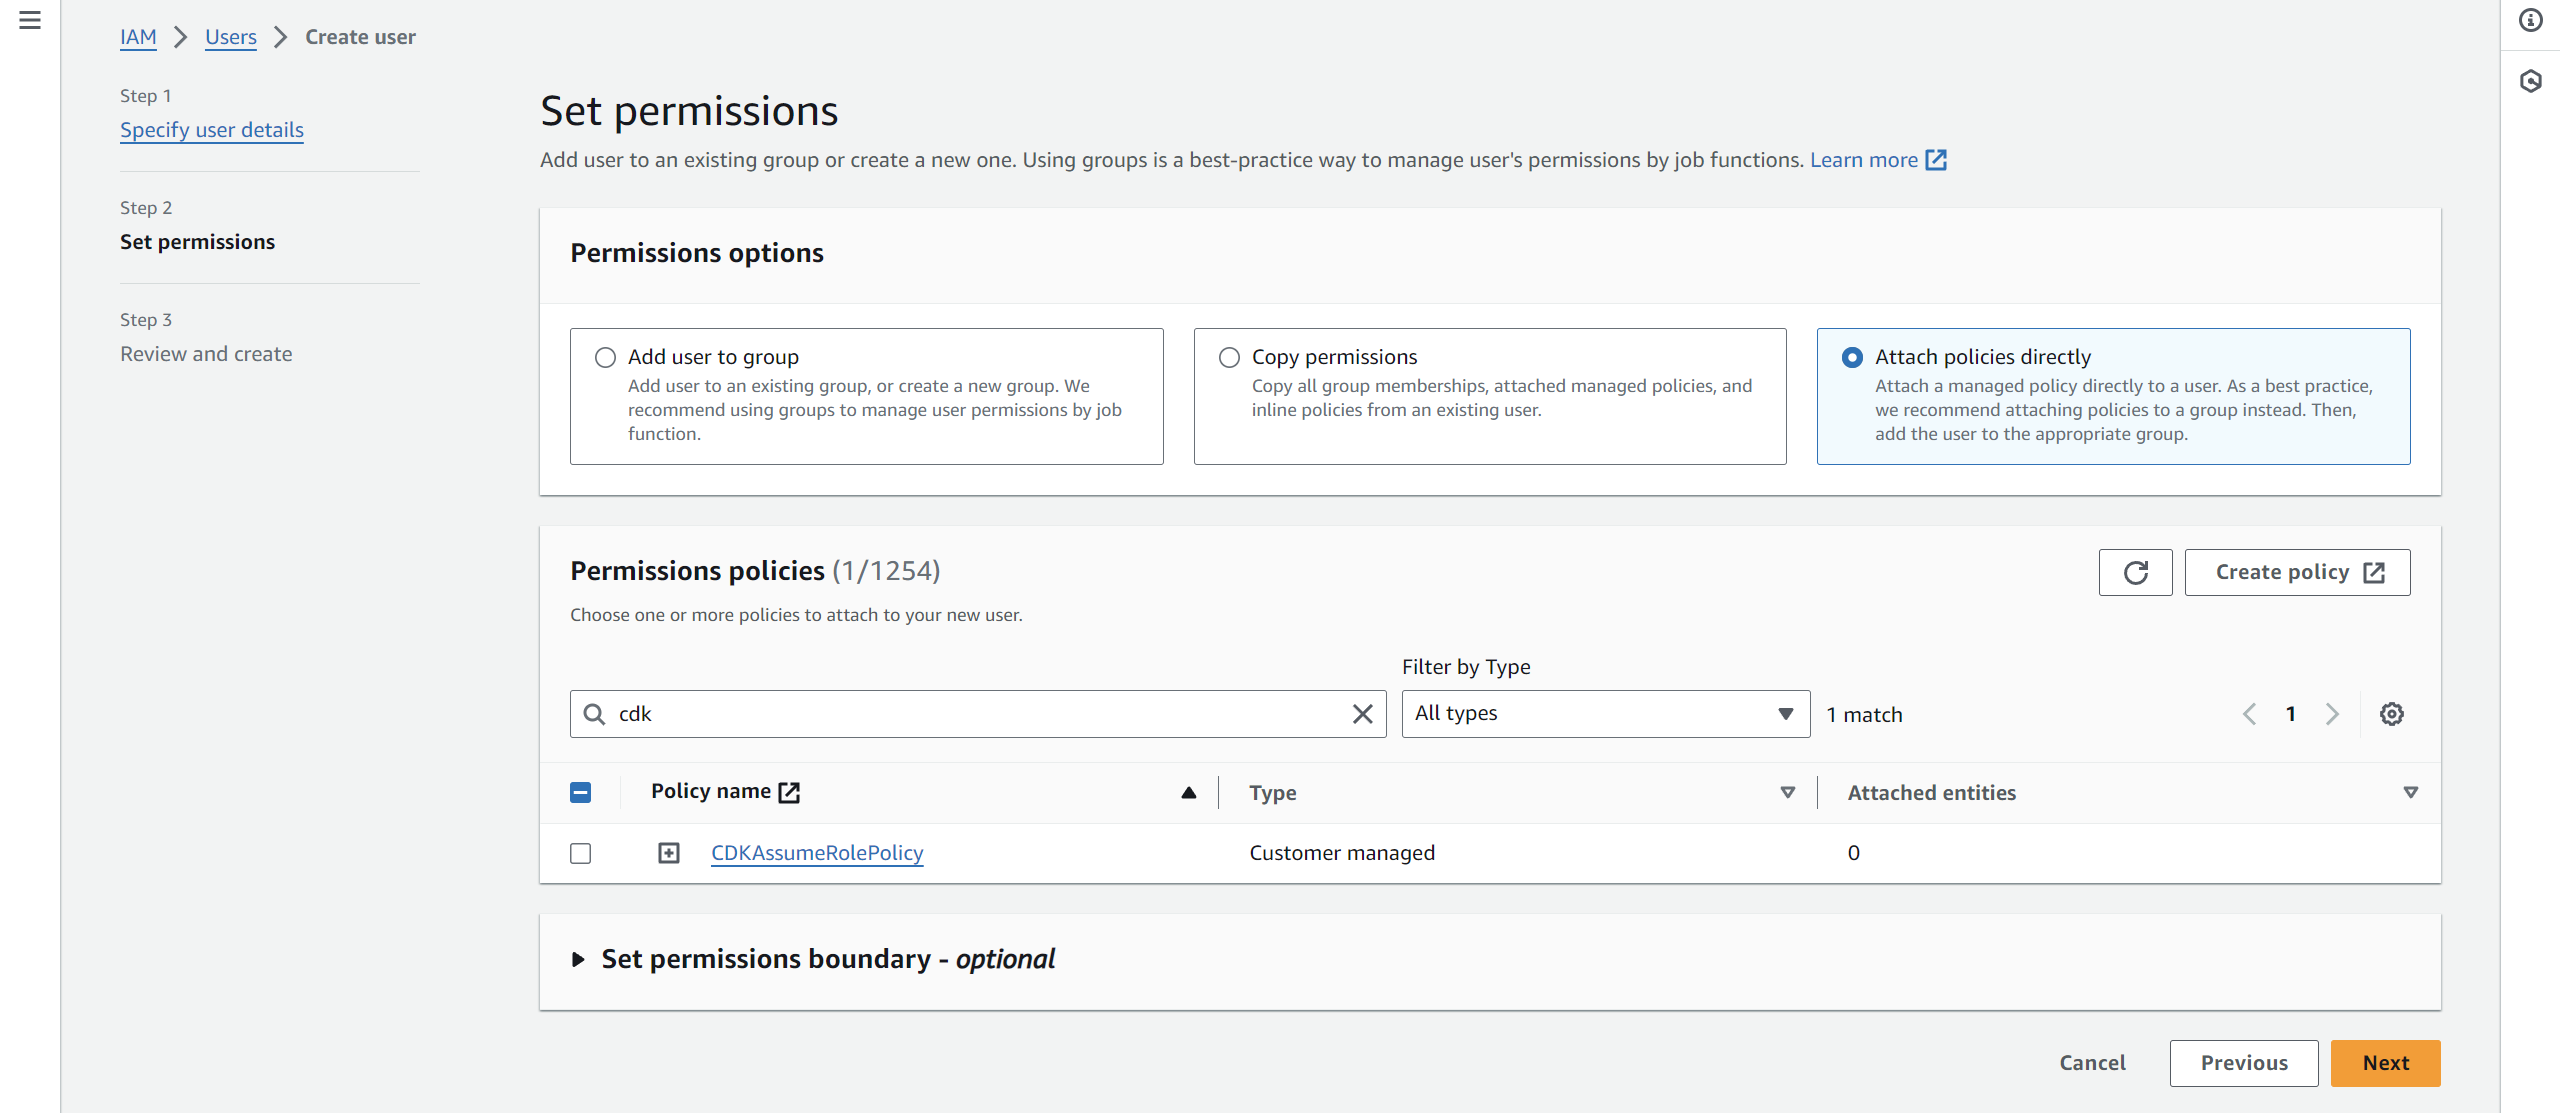 IAM > Users > Create user
Step 1
Specify user details
Step 2
Set permissions
Step 3
Review and create
Set permissions
Add user to an existing group or create a new one. Using groups is a best-practice way to manage user's permissions by job functions. Learn more
Permissions options
Add user to group
Add user to an existing group, or create a new group. We
recommend using groups to manage user permissions by job
function.
Copy permissions
Copy all group memberships, attached managed policies, and
inline policies from an existing user.
Attach policies directly
Attach a managed policy directly to a user. As a best practice,
we recommend attaching policies to a group instead. Then,
add the user to the appropriate group.
Permissions policies (1/1254)
Create policy
Choose one or more policies to attach to your new user.
Filter by Type
cdk
All types
1 match
1
Policy name
Type
Attached entities
CDKAssumeRolePolicy
Customer managed
0
Set permissions boundary - optional
Cancel
Previous
Next